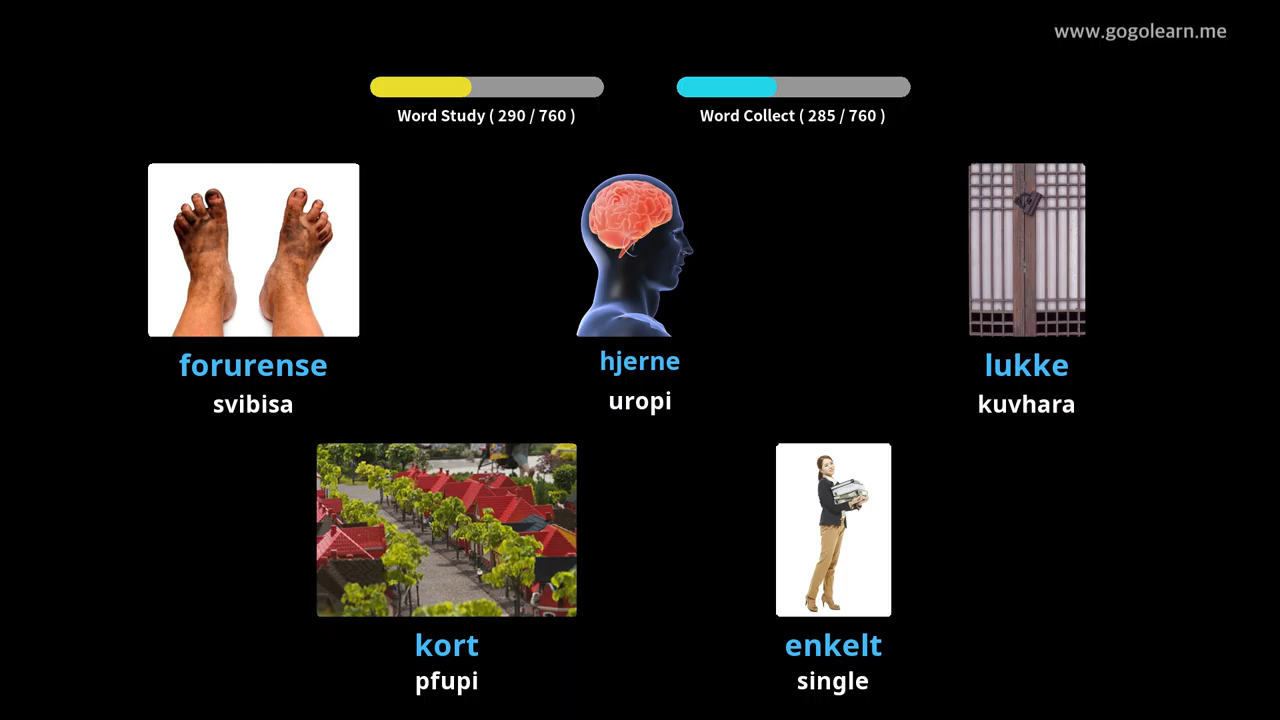 www.gogolearn.me
Word Study ( 290 / 760 )
Word Collect ( 285 / 760 )
forurense
svibisa
hjerne
uropi
lukke
kuvhara
kort
pfupi
enkelt
single